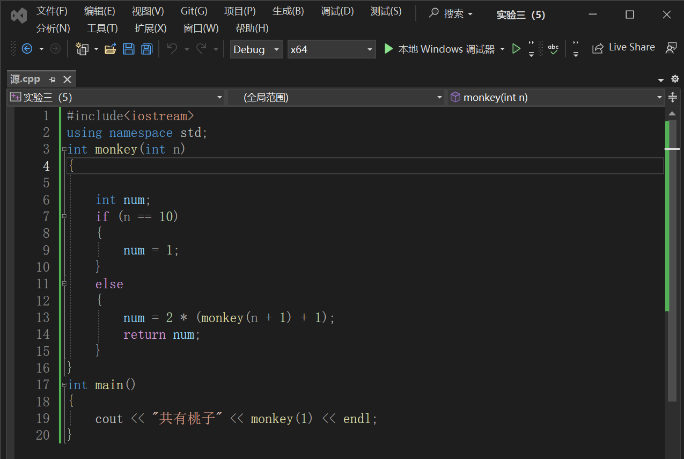 文件(F) 编辑(E) 视图(V) Git(G) 项目(P) 生成(B) 调试(D) 测试(S) 搜索 实验三 (5)
分析(N) 工具(T) 扩展(X) 窗口(W) 帮助(H)
Debug x64 本地 Windows 调试器 abc Live Share
源.cpp
实验三 (5) (全局范围) monkey(int n)
1 #include<iostream>
2 using namespace std;
3 int monkey(int n)
4 {
5
6 int num;
7 if (n == 10)
8 {
9 num = 1;
10 }
11 else
12 {
13 num = 2 * (monkey(n + 1) + 1);
14 return num;
15 }
16 }
17 int main()
18 {
19 cout << "共有桃子" << monkey(1) << endl;
20 }